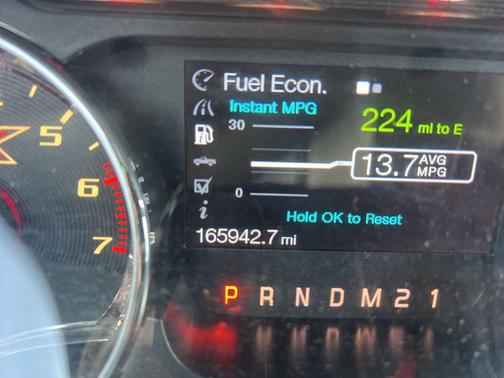 Fuel Econ.
Instant MPG
30
224 mi to E
13.7 AVG MPG
0
Hold OK to Reset
165942.7 mi
P R N D M 2 1
5
6
7